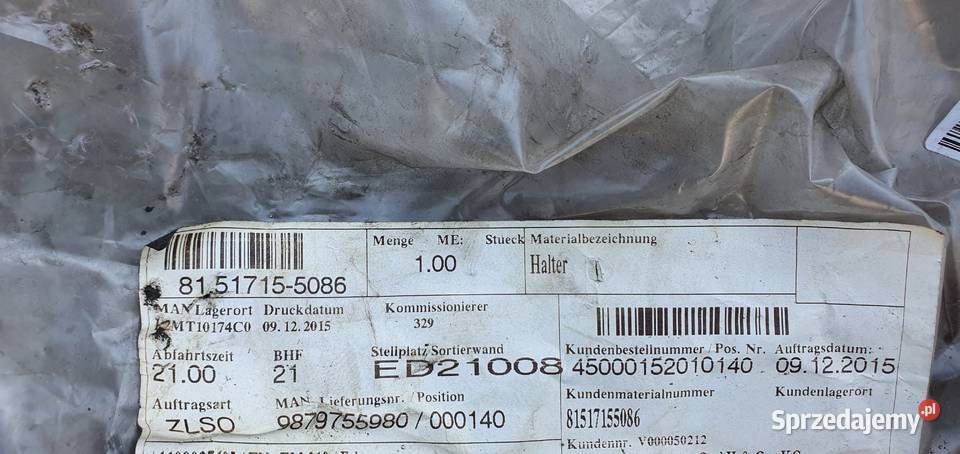 Menge ME: Stueck Materialbezeichnung
1.00 Halter
81.51715-5086
MAN Lagerort Druckdatum Kommissionierer
K2MT10174C0 09.12.2015 329
Abfahrtszeit BHF Stellplatz/Sortierwand Kundenbestellnummer/Pos. Nr. Auftragsdatum:
21.00 21 ED21008 45000152010140 09.12.2015
Auftragsart MAN Lieferungsnr. /Position Kundenmaterialnummer Kundenlagerort
ZLSO 9879755980/000140 81517155086
Kundennr. V000050212
Sprzedajemy.pl